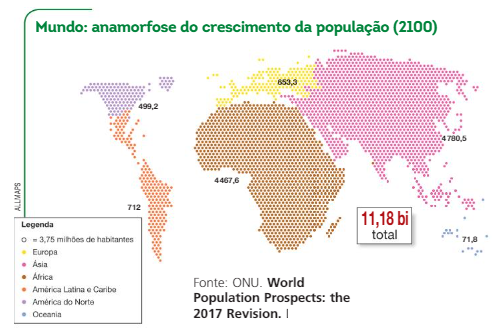 Mundo: anamorfose do crescimento da população (2100)
653,3
499,2
4 780,5
4 467,6
712
11,18 bi
total
71,8
ALLMAPS
Legenda
= 3,75 milhões de habitantes
Europa
Ásia
África
América Latina e Caribe
América do Norte
Oceania
Fonte: ONU. World
Population Prospects: the
2017 Revision. |